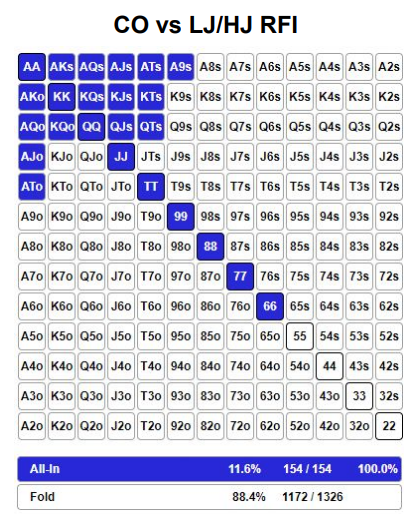 CO vs LJ/HJ RFI
AA AKs AQs AJs ATs A9s A8s A7s A6s A5s A4s A3s A2s
AKo KK KQs KJs KTs K9s K8s K7s K6s K5s K4s K3s K2s
AQo KQo QQ QJs QTs Q9s Q8s Q7s Q6s Q5s Q4s Q3s Q2s
AJo KJo QJo JJ JTs J9s J8s J7s J6s J5s J4s J3s J2s
ATo KTo QTo JTo TT T9s T8s T7s T6s T5s T4s T3s T2s
A9o K9o Q9o J9o T9o 99 98s 97s 96s 95s 94s 93s 92s
A8o K8o Q8o J8o T8o 98o 88 87s 86s 85s 84s 83s 82s
A7o K7o Q7o J7o T7o 97o 87o 77 76s 75s 74s 73s 72s
A6o K6o Q6o J6o T6o 96o 86o 76o 66 65s 64s 63s 62s
A5o K5o Q5o J5o T5o 95o 85o 75o 65o 55 54s 53s 52s
A4o K4o Q4o J4o T4o 94o 84o 74o 64o 54o 44 43s 42s
A3o K3o Q3o J3o T3o 93o 83o 73o 63o 53o 43o 33 32s
A2o K2o Q2o J2o T2o 92o 82o 72o 62o 52o 42o 32o 22
All-In 11.6% 154 / 154 100.0%
Fold 88.4% 1172 / 1326